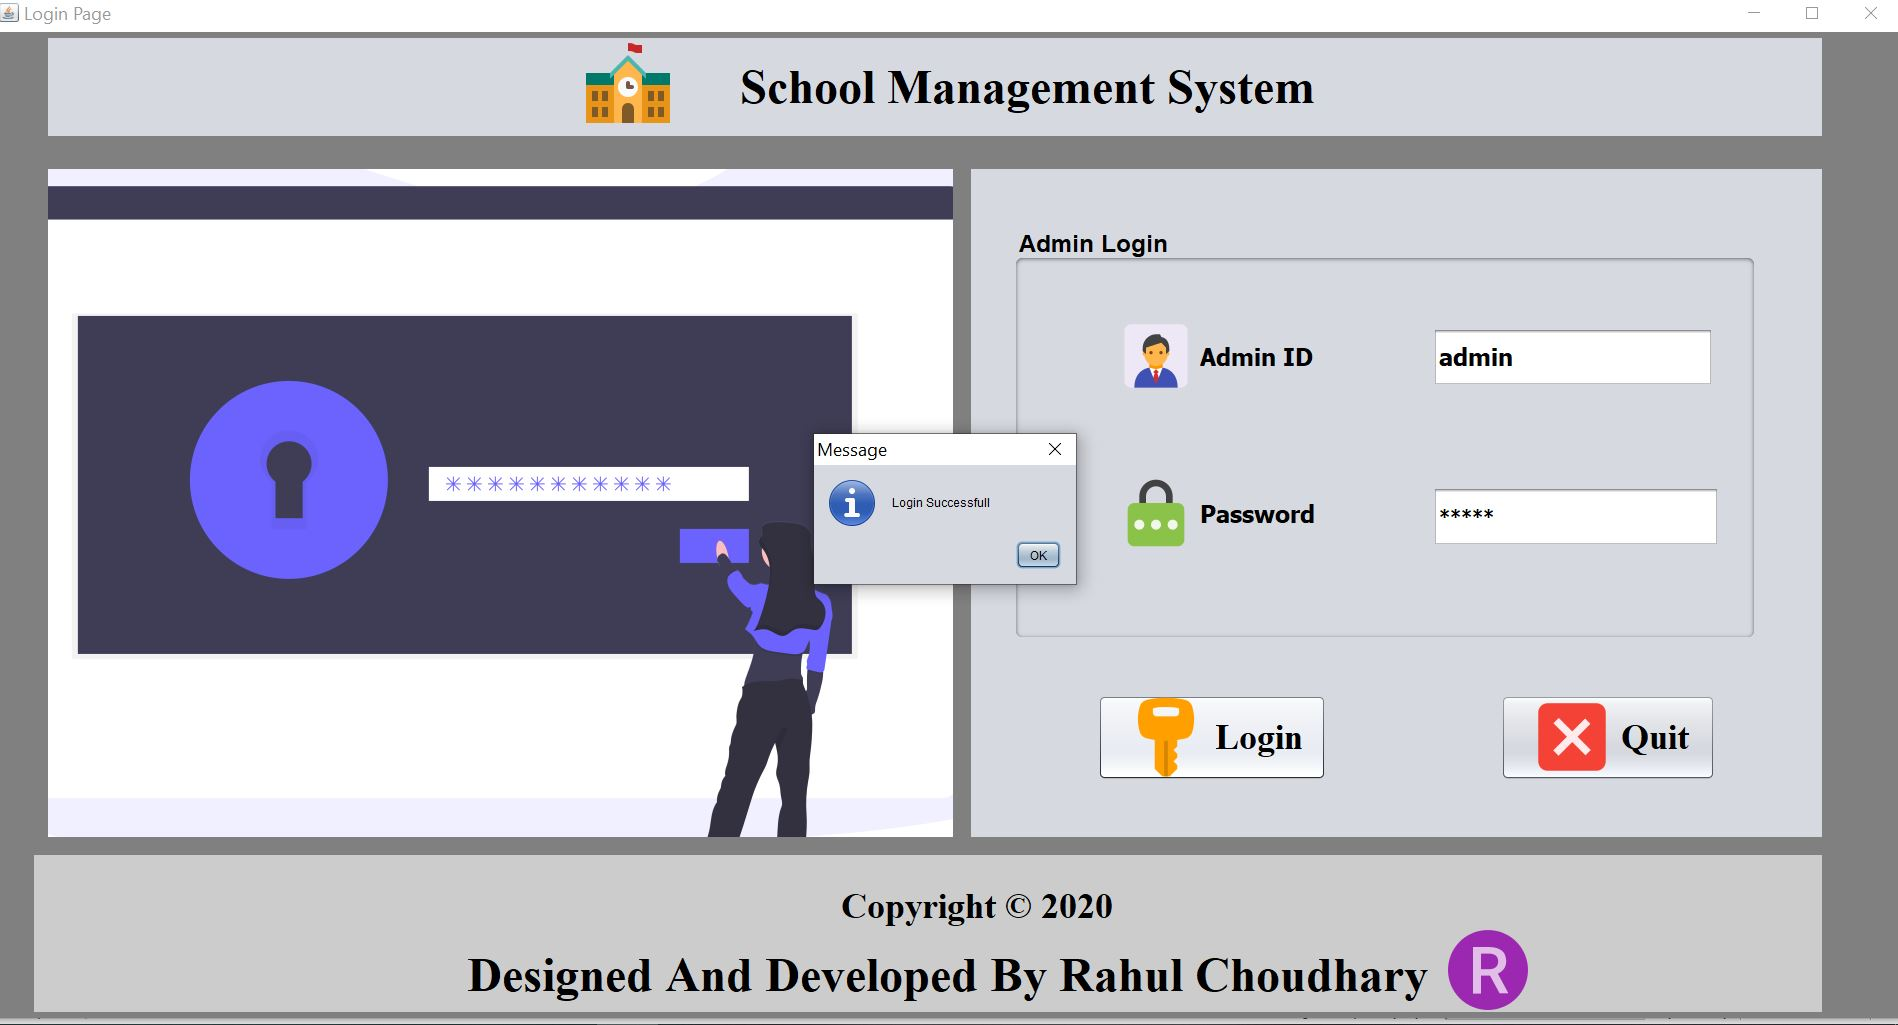 Login Page
School Management System
Admin Login
Admin ID
admin
Password
*****
***********
Message
Login Successfull
OK
Login
Quit
Copyright © 2020
Designed And Developed By Rahul Choudhary
R